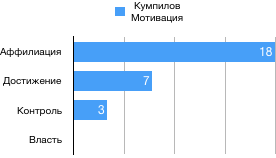 Кумпилов
Мотивация
Аффилиация 18
Достижение 7
Контроль 3
Власть